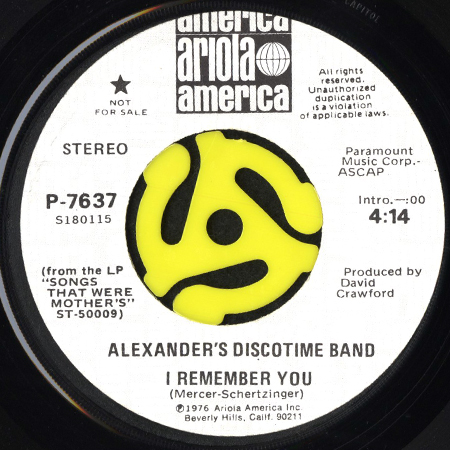 CAPITOL
america
ariola
america
★
NOT
FOR SALE
All rights
reserved.
Unauthorized
duplication
is a violation
of applicable laws.
STEREO
Paramount
Music Corp.-
ASCAP
P-7637
S180115
Intro.—:00
4:14
(from the LP
"SONGS
THAT WERE
MOTHER'S"
ST-50009)
Produced by
David
Crawford
ALEXANDER'S DISCOTIME BAND
I REMEMBER YOU
(Mercer-Schertzinger)
℗1976 Ariola America Inc.
Beverly Hills, Calif. 90211